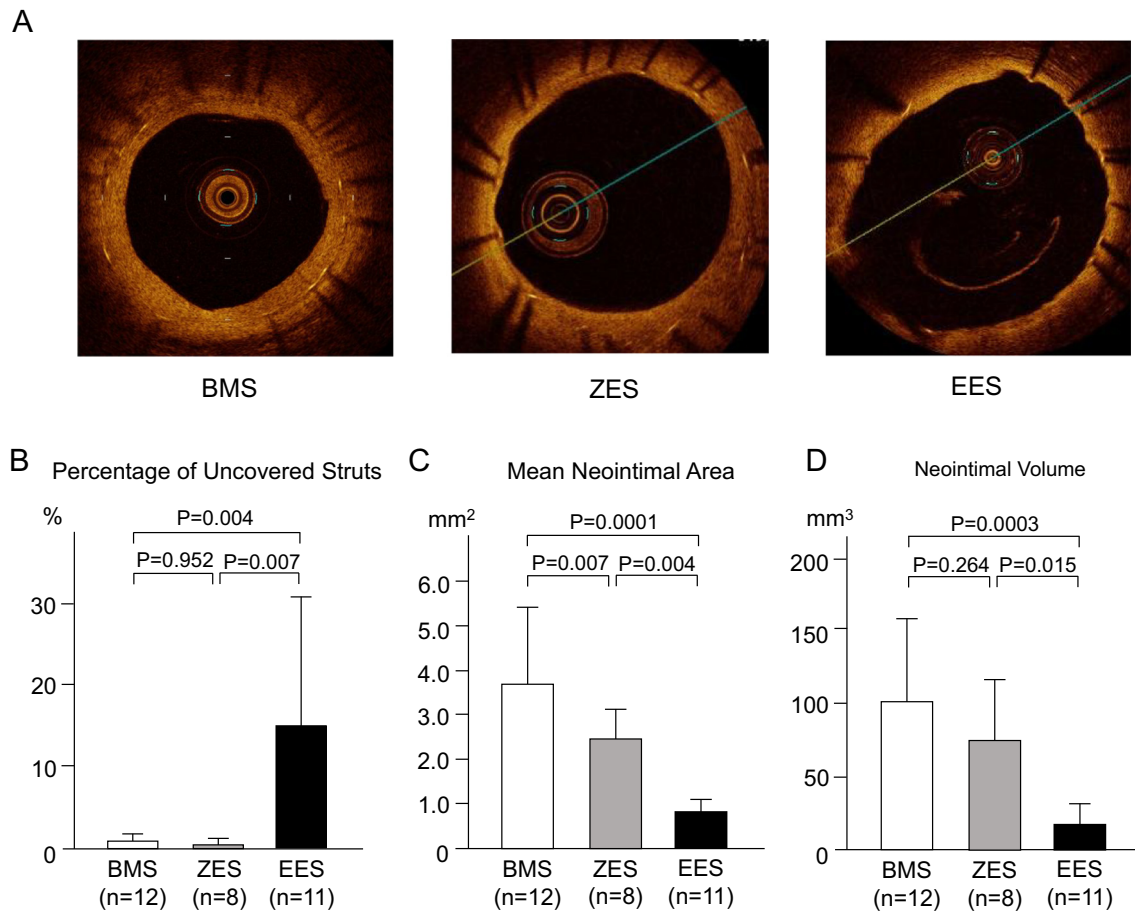 A
BMS
ZES
EES
B
Percentage of Uncovered Struts
%
P=0.004
P=0.952
P=0.007
30
20
10
0
BMS
(n=12)
ZES
(n=8)
EES
(n=11)
C
Mean Neointimal Area
mm²
P=0.0001
P=0.007
P=0.004
6.0
5.0
4.0
3.0
2.0
1.0
0
BMS
(n=12)
ZES
(n=8)
EES
(n=11)
D
Neointimal Volume
mm³
P=0.0003
P=0.264
P=0.015
200
150
100
50
0
BMS
(n=12)
ZES
(n=8)
EES
(n=11)